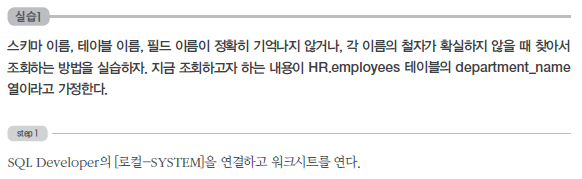 실습1
스키마 이름, 테이블 이름, 필드 이름이 정확히 기억나지 않거나, 각 이름의 철자가 확실하지 않을 때 찾아서
조회하는 방법을 실습하자. 지금 조회하고자 하는 내용이 HR.employees 테이블의 department_name
열이라고 가정한다.
step 1
SQL Developer의 [로컬-SYSTEM]을 연결하고 워크시트를 연다.